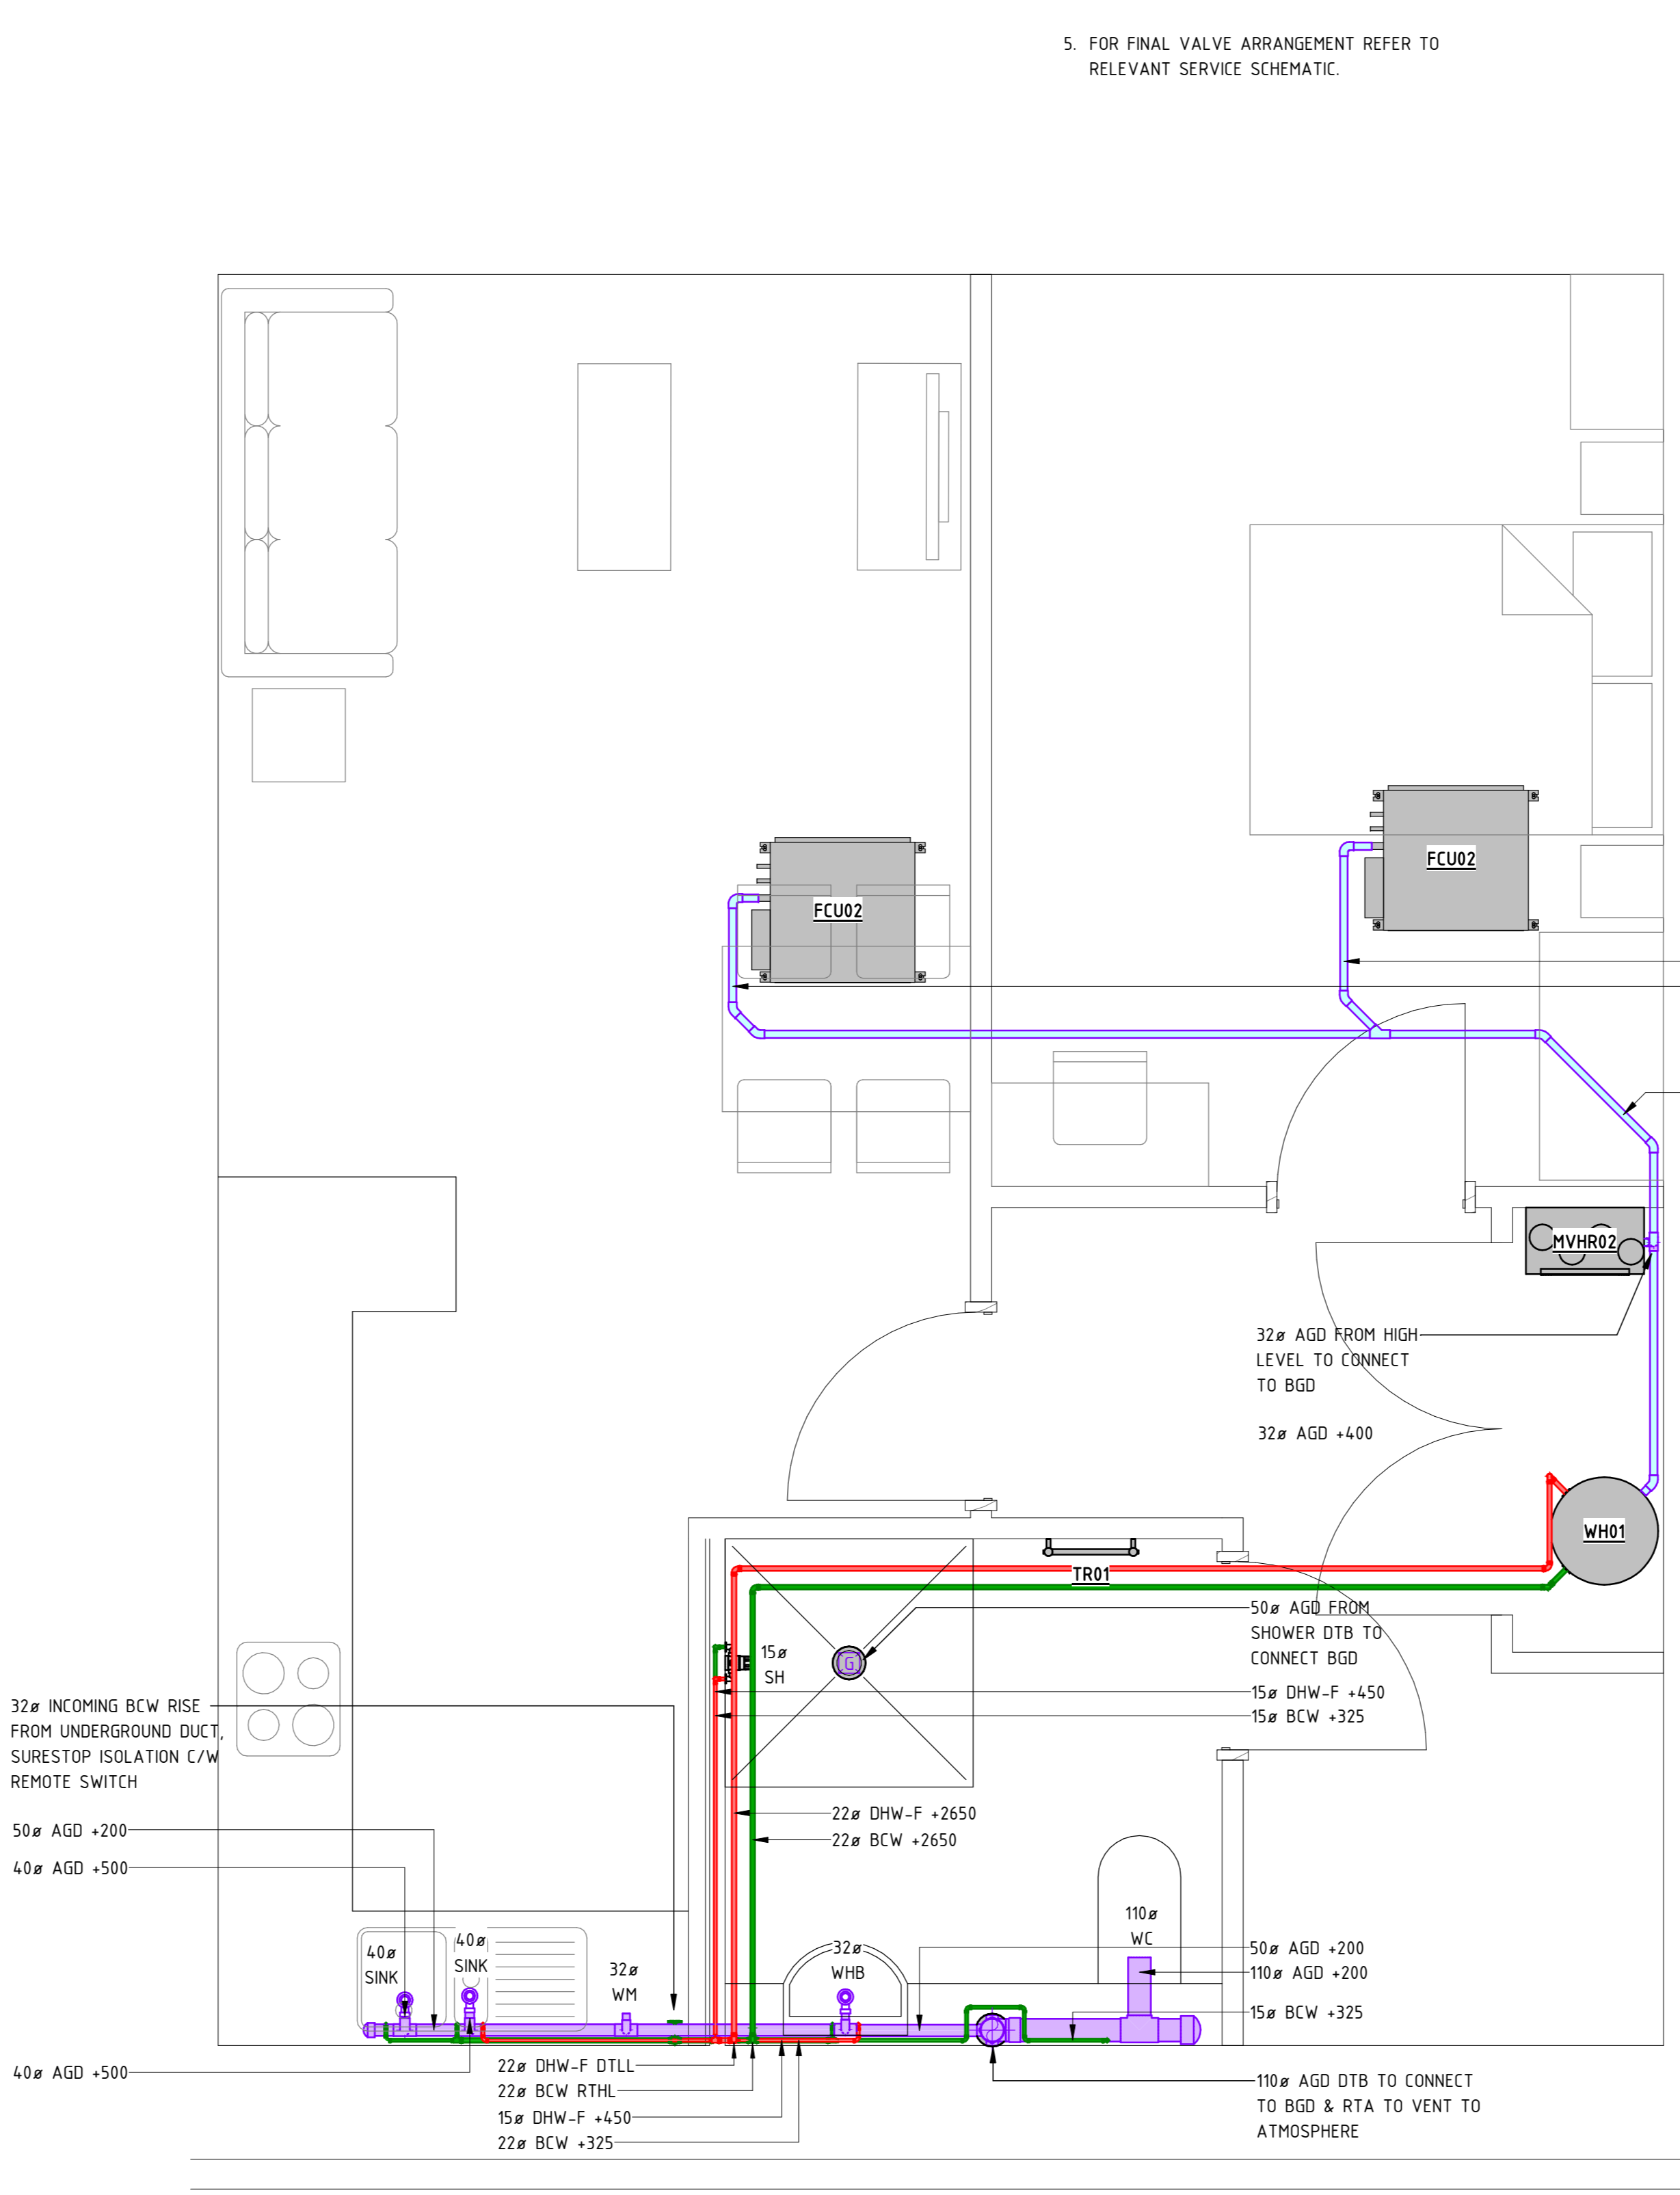 5. FOR FINAL VALVE ARRANGEMENT REFER TO
RELEVANT SERVICE SCHEMATIC.
FCU02
FCU02
MVHR02
32ø AGD FROM HIGH
LEVEL TO CONNECT
TO BGD
32ø AGD +400
WH01
TR01
50ø AGD FROM
SHOWER DTB TO
CONNECT BGD
15ø
SH
G
15ø DHW-F +450
15ø BCW +325
32ø INCOMING BCW RISE
FROM UNDERGROUND DUCT,
SURESTOP ISOLATION C/W
REMOTE SWITCH
22ø DHW-F +2650
22ø BCW +2650
50ø AGD +200
40ø AGD +500
40ø
SINK
40ø
SINK
32ø
WM
32ø
WHB
110ø
WC
50ø AGD +200
110ø AGD +200
15ø BCW +325
40ø AGD +500
22ø DHW-F DTLL
22ø BCW RTHL
15ø DHW-F +450
22ø BCW +325
110ø AGD DTB TO CONNECT
TO BGD & RTA TO VENT TO
ATMOSPHERE